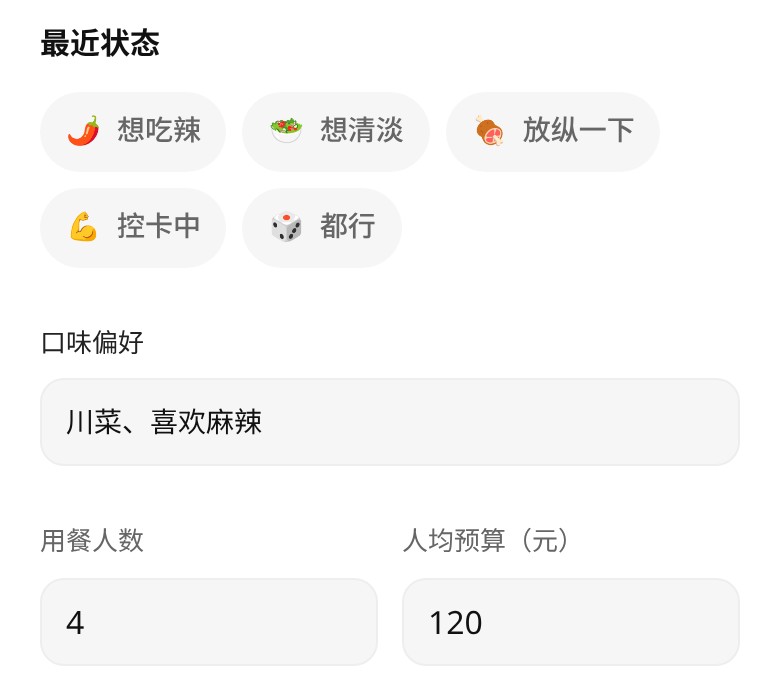 最近状态
🌶️ 想吃辣 🥗 想清淡 🍖 放纵一下
💪 控卡中 🎲 都行
口味偏好
川菜、喜欢麻辣
用餐人数 人均预算（元）
4 120